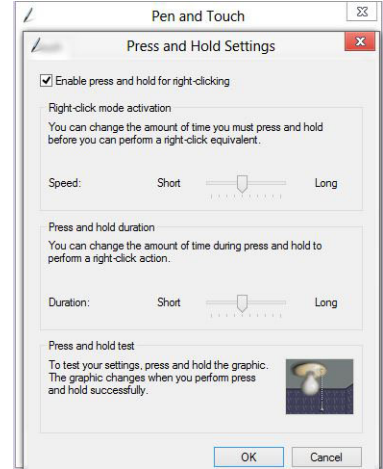 Pen and Touch
Press and Hold Settings
Enable press and hold for right-clicking
Right-click mode activation
You can change the amount of time you must press and hold
before you can perform a right-click equivalent.
Speed: Short Long
Press and hold duration
You can change the amount of time during press and hold to
perform a right-click action.
Duration: Short Long
Press and hold test
To test your settings, press and hold the graphic.
The graphic changes when you perform press
and hold successfully.
OK Cancel